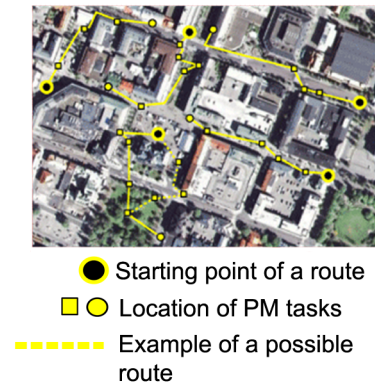 Starting point of a route
Location of PM tasks
Example of a possible
route